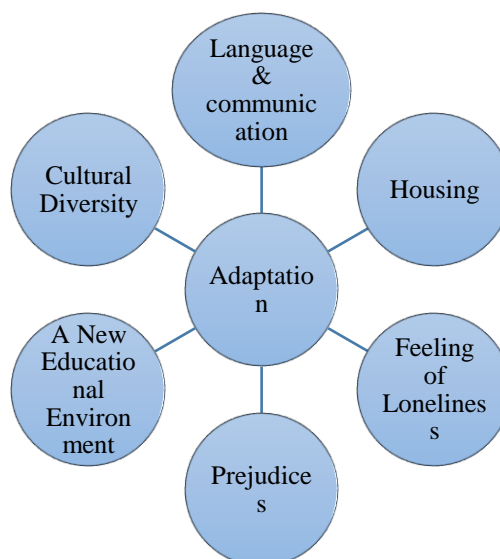 Language
&
communic
ation
Cultural
Diversity
Housing
Adaptatio
n
A New
Educatio
nal
Environ
ment
Feeling
of
Lonelines
s
Prejudice
s